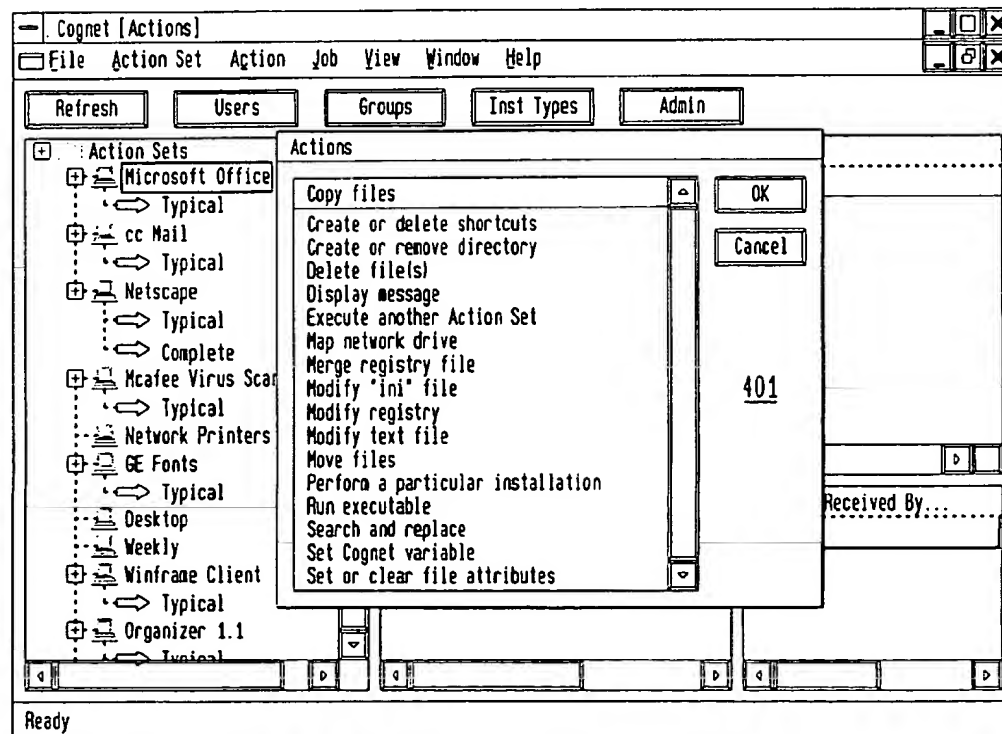 Cognet [Actions]
File Action Set Action Job View Window Help
Refresh Users Groups Inst Types Admin
Action Sets
Microsoft Office
Typical
cc Mail
Typical
Netscape
Typical
Complete
Mcafee Virus Scan
Typical
Network Printers
GE Fonts
Typical
Desktop
Weekly
Winframe Client
Typical
Organizer 1.1
Typical
Actions
Copy files
Create or delete shortcuts
Create or remove directory
Delete file(s)
Display message
Execute another Action Set
Map network drive
Merge registry file
Modify "ini" file
Modify registry
Modify text file
Move files
Perform a particular installation
Run executable
Search and replace
Set Cognet variable
Set or clear file attributes
OK
Cancel
401
Received By...
Ready